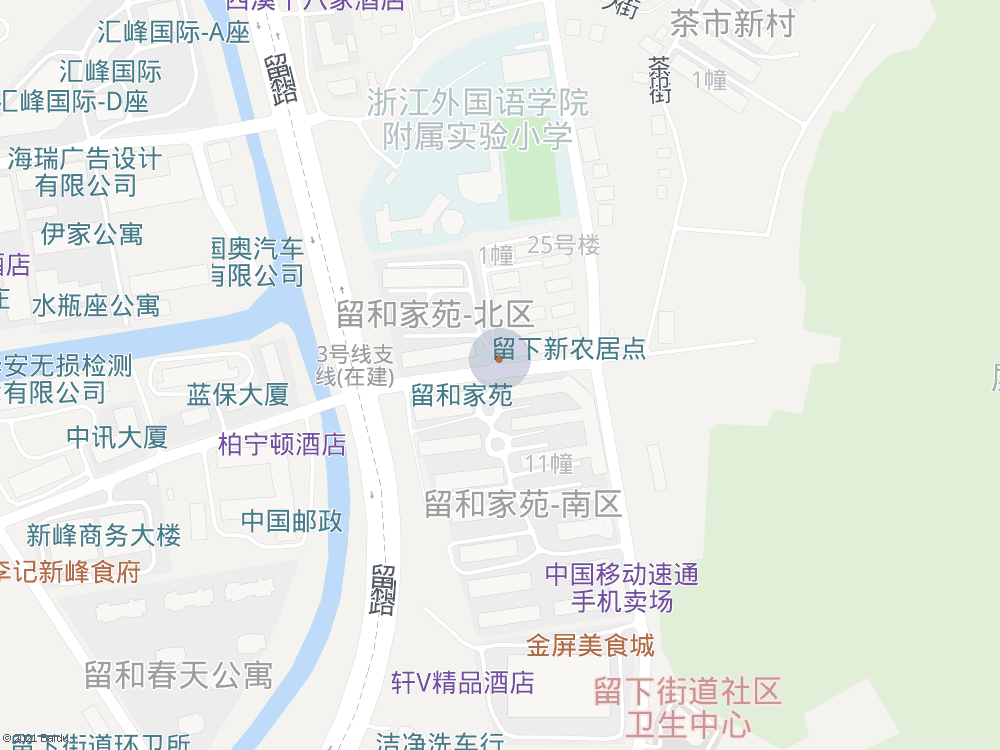 西溪十八家酒店
汇峰国际-A座
茶市新村
汇峰国际
汇峰国际-D座
留和路
浙江外国语学院
附属实验小学
茶市街
1幢
海瑞广告设计
有限公司
伊家公寓
国奥汽车
有限公司
1幢
25号楼
酒店
庄
水瓶座公寓
留和家苑-北区
3号线支
线(在建)
留下新农居点
安无损检测
有限公司
蓝保大厦
留和家苑
中讯大厦
柏宁顿酒店
11幢
留和家苑-南区
中国邮政
新峰商务大楼
李记新峰食府
留和路
中国移动速通
手机卖场
金屏美食城
留和春天公寓
轩V精品酒店
留下街道社区
卫生中心
留下街道环卫所
洁净洗车行
© 2021 Baidu